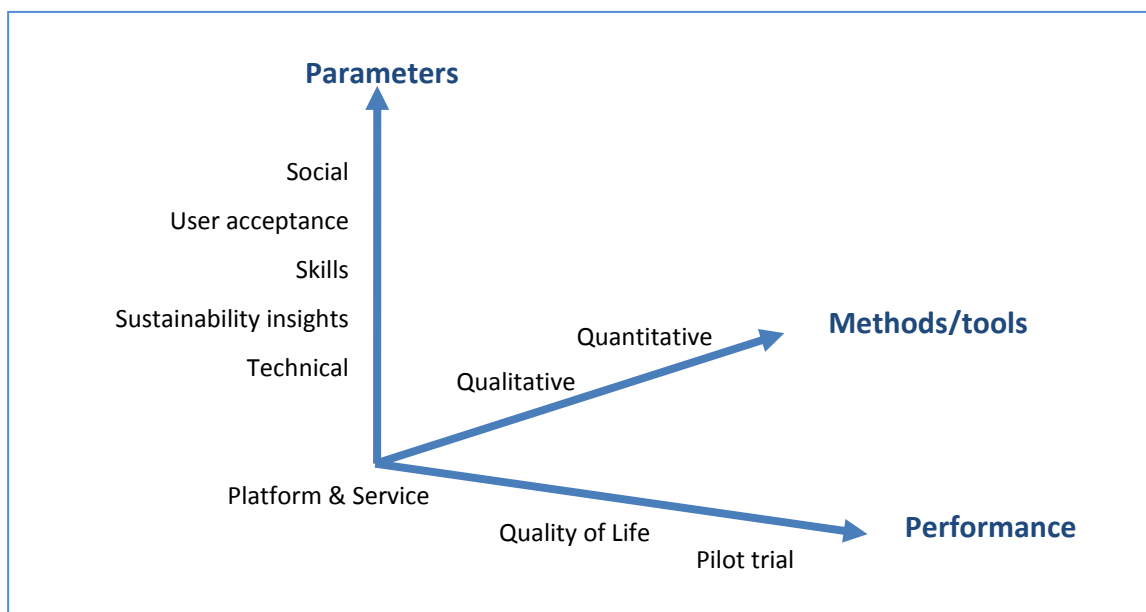 Parameters
Social
User acceptance
Skills
Sustainability insights
Technical
Methods/tools
Quantitative
Qualitative
Platform & Service
Quality of Life
Pilot trial
Performance